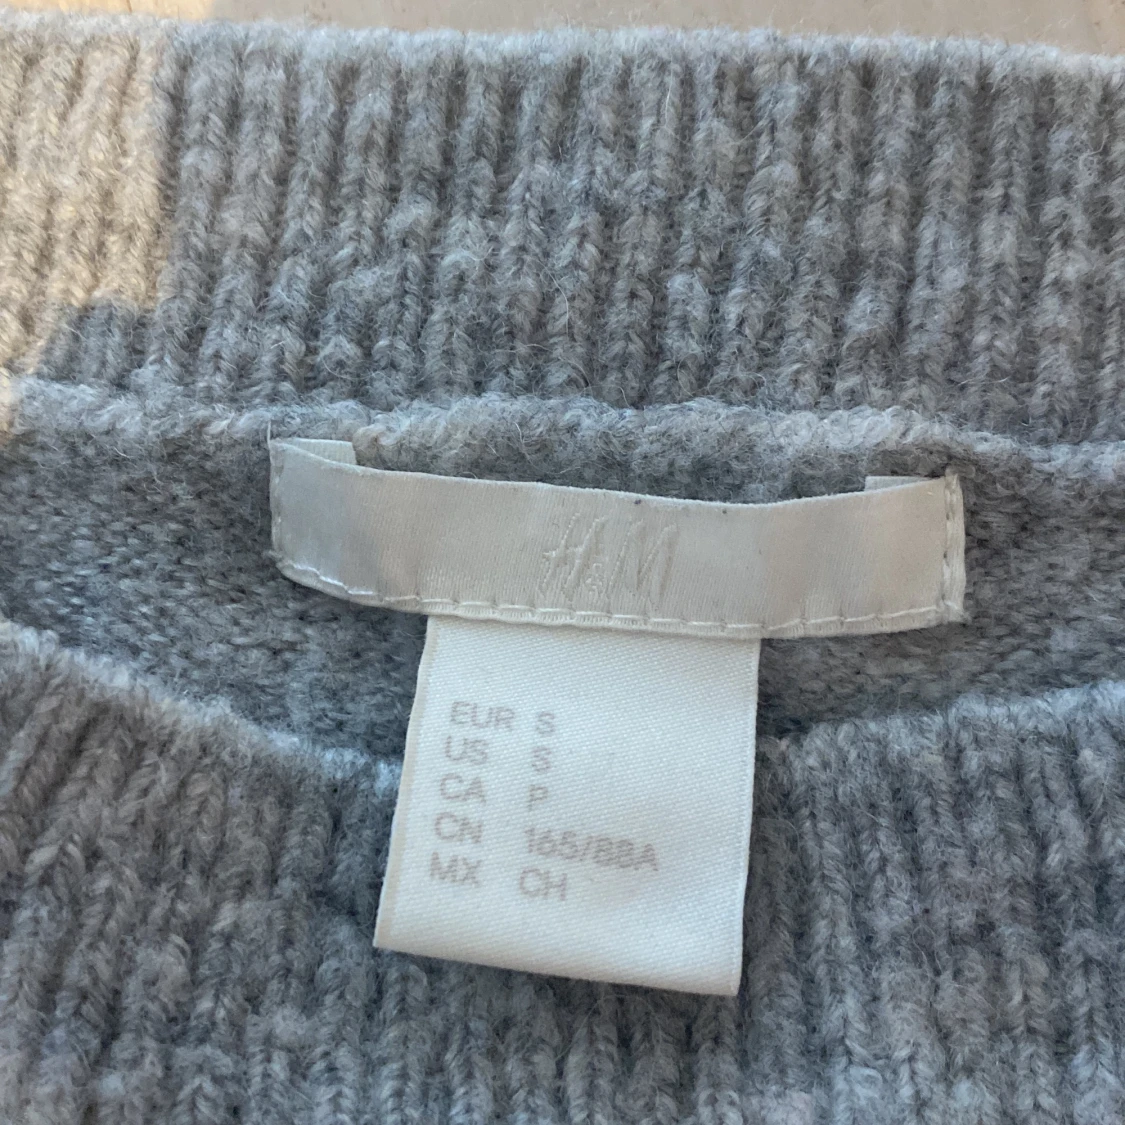 H&M
EUR S
US S
CA P
CN 165/88A
MX CH